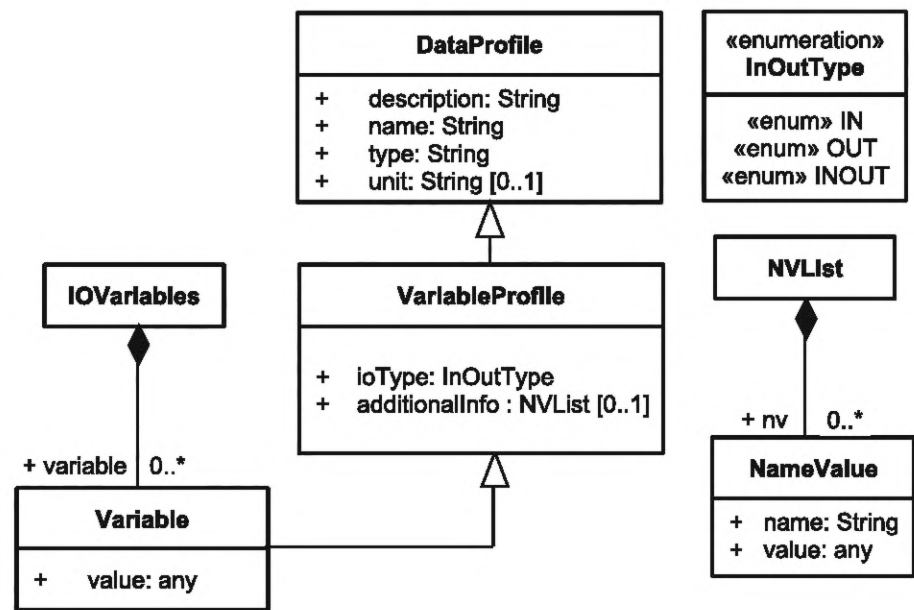 DataProfile
+ description: String
+ name: String
+ type: String
+ unit: String [0..1]
«enumeration»
InOutType
«enum» IN
«enum» OUT
«enum» INOUT
IOVariables
VariableProfile
+ ioType: InOutType
+ additionalInfo : NVList [0..1]
NVList
+ variable 0..*
+ nv 0..*
Variable
+ value: any
NameValue
+ name: String
+ value: any